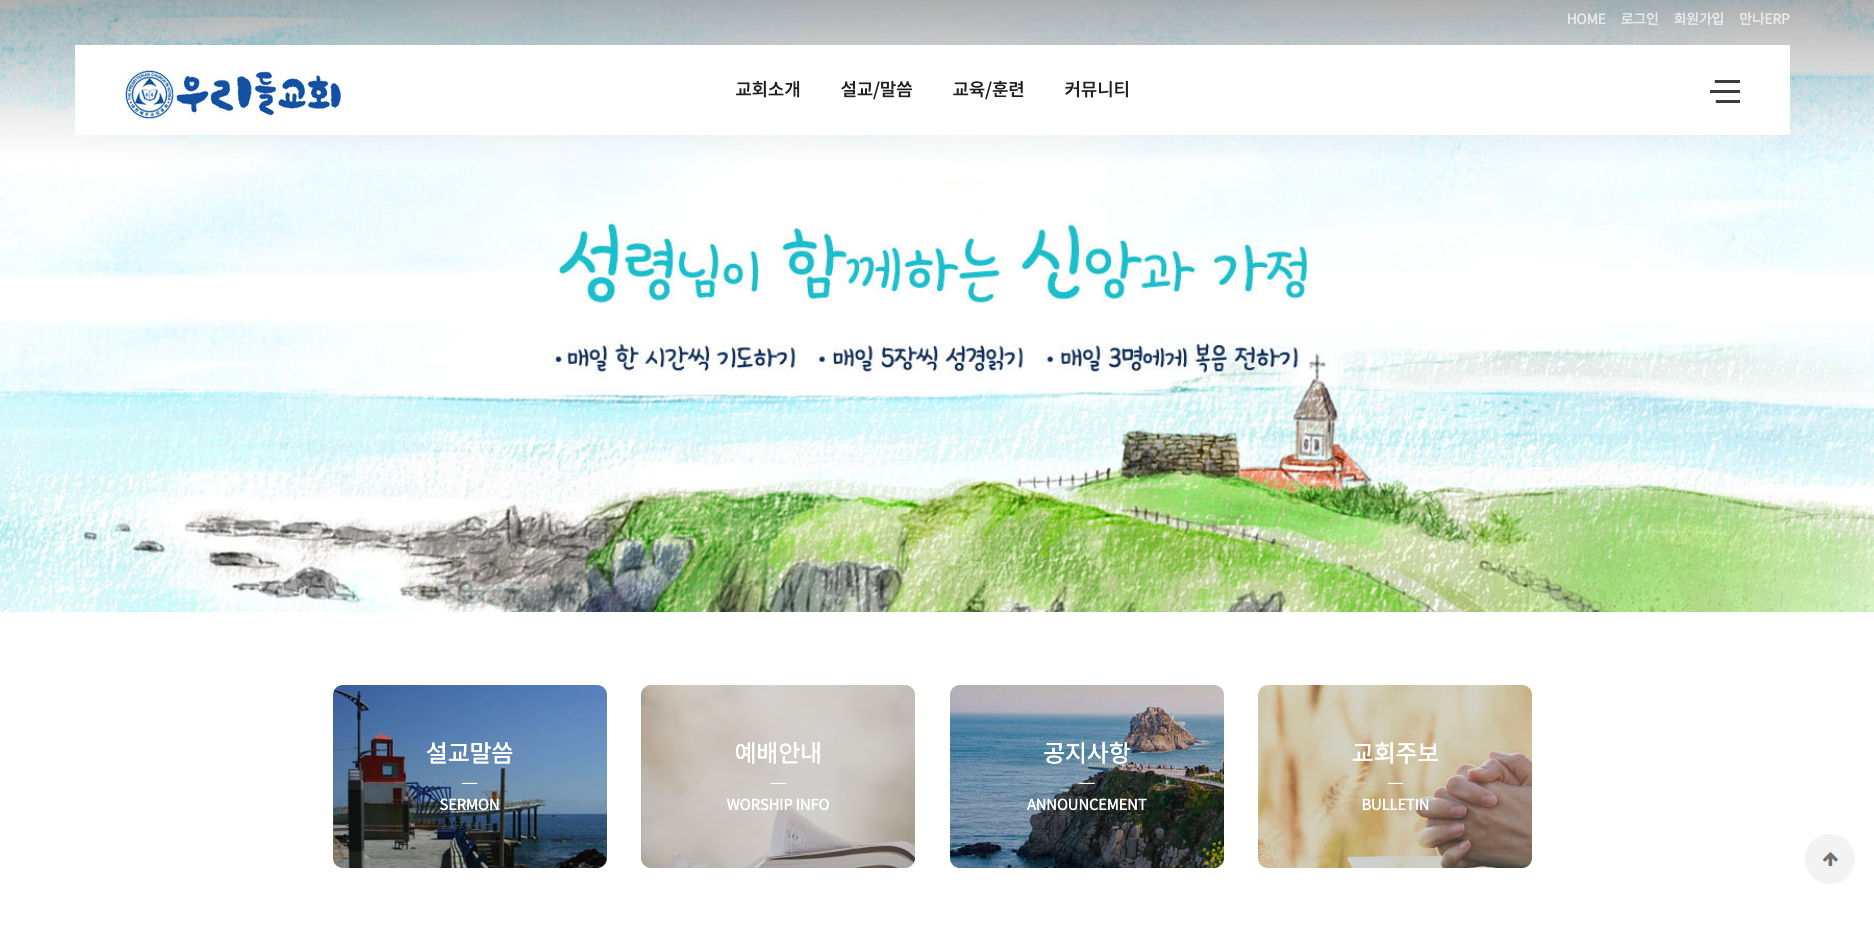 HOME 로그인 회원가입 만나ERP
우리들교회
교회소개 설교/말씀 교육/훈련 커뮤니티
성령님이 함께하는 신앙과 가정
• 매일 한 시간씩 기도하기 • 매일 5장씩 성경읽기 • 매일 3명에게 복음 전하기
설교말씀
SERMON
예배안내
WORSHIP INFO
공지사항
ANNOUNCEMENT
교회주보
BULLETIN